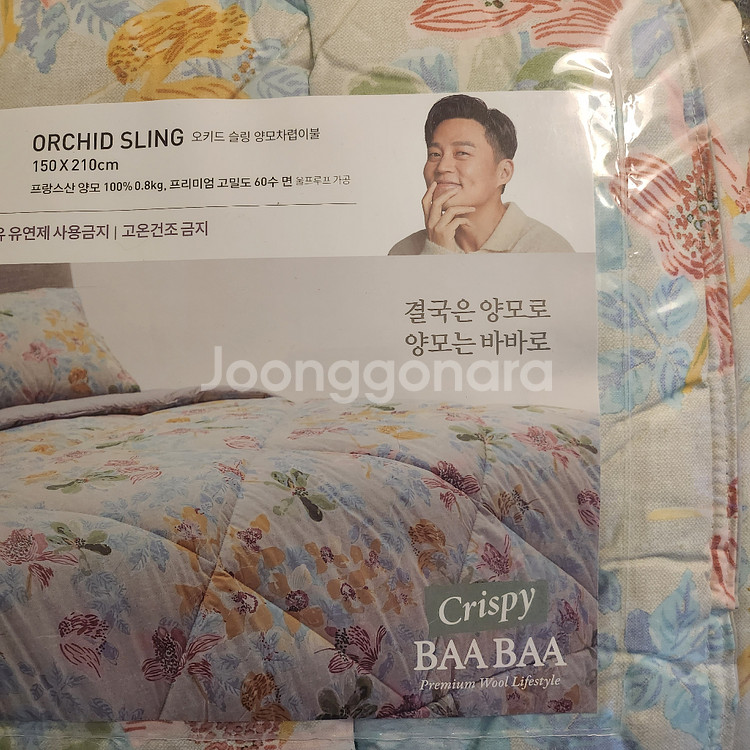 ORCHID SLING 오키드 슬링 양모차렵이불
150 X 210cm
프랑스산 양모 100% 0.8kg, 프리미엄 고밀도 60수 면 울프루프 가공
유연제 사용금지 | 고온건조 금지
결국은 양모로
양모는 바바로
Joonggonara
Crispy
BAA BAA
Premium Wool Lifestyle